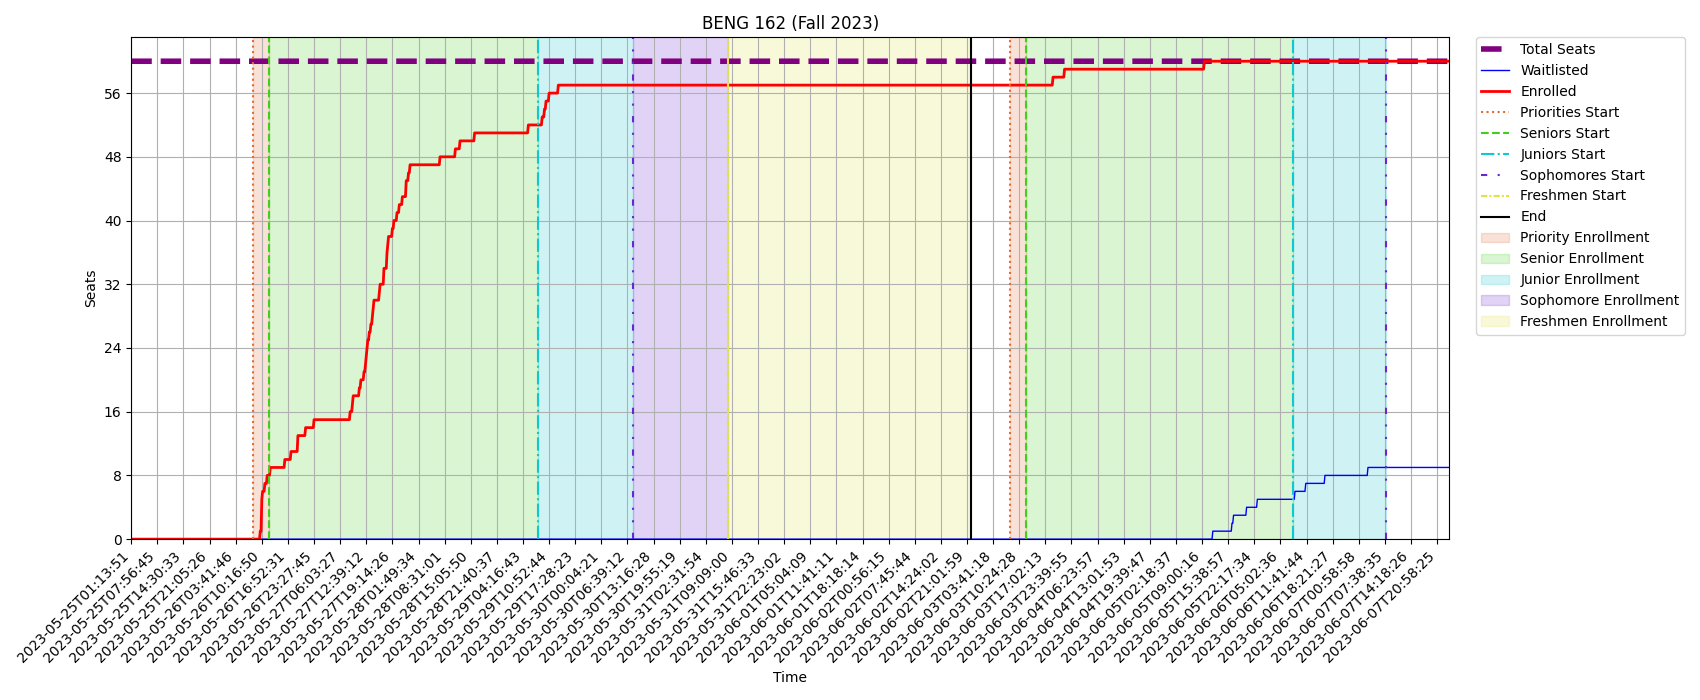 BENG 162 (Fall 2023)
Total Seats
Waitlisted
Enrolled
Priorities Start
Seniors Start
Juniors Start
Sophomores Start
Freshmen Start
End
Priority Enrollment
Senior Enrollment
Junior Enrollment
Sophomore Enrollment
Freshmen Enrollment
Seats
56
48
40
32
24
16
8
0
2023-05-25T01:13:51
2023-05-25T07:56:45
2023-05-25T14:30:33
2023-05-25T21:05:26
2023-05-26T03:41:46
2023-05-26T10:16:50
2023-05-26T16:52:31
2023-05-26T23:27:45
2023-05-27T06:03:27
2023-05-27T12:39:12
2023-05-27T19:14:26
2023-05-28T01:49:34
2023-05-28T08:31:01
2023-05-28T15:05:50
2023-05-28T21:40:37
2023-05-29T04:16:43
2023-05-29T10:52:44
2023-05-29T17:28:23
2023-05-30T00:04:21
2023-05-30T06:39:12
2023-05-30T13:16:28
2023-05-30T19:55:19
2023-05-31T02:31:54
2023-05-31T09:09:00
2023-05-31T15:46:33
2023-05-31T22:23:02
2023-06-01T05:04:09
2023-06-01T11:41:11
2023-06-01T18:18:14
2023-06-02T00:56:15
2023-06-02T07:45:44
2023-06-02T14:24:02
2023-06-02T21:01:59
2023-06-03T03:41:18
2023-06-03T10:24:28
2023-06-03T17:02:13
2023-06-03T23:39:55
2023-06-04T06:23:57
2023-06-04T13:01:53
2023-06-04T19:39:47
2023-06-05T02:18:37
2023-06-05T09:00:16
2023-06-05T15:38:57
2023-06-05T22:17:34
2023-06-06T05:02:36
2023-06-06T11:41:44
2023-06-06T18:21:27
2023-06-07T00:58:58
2023-06-07T07:38:35
2023-06-07T14:18:26
2023-06-07T20:58:25
Time